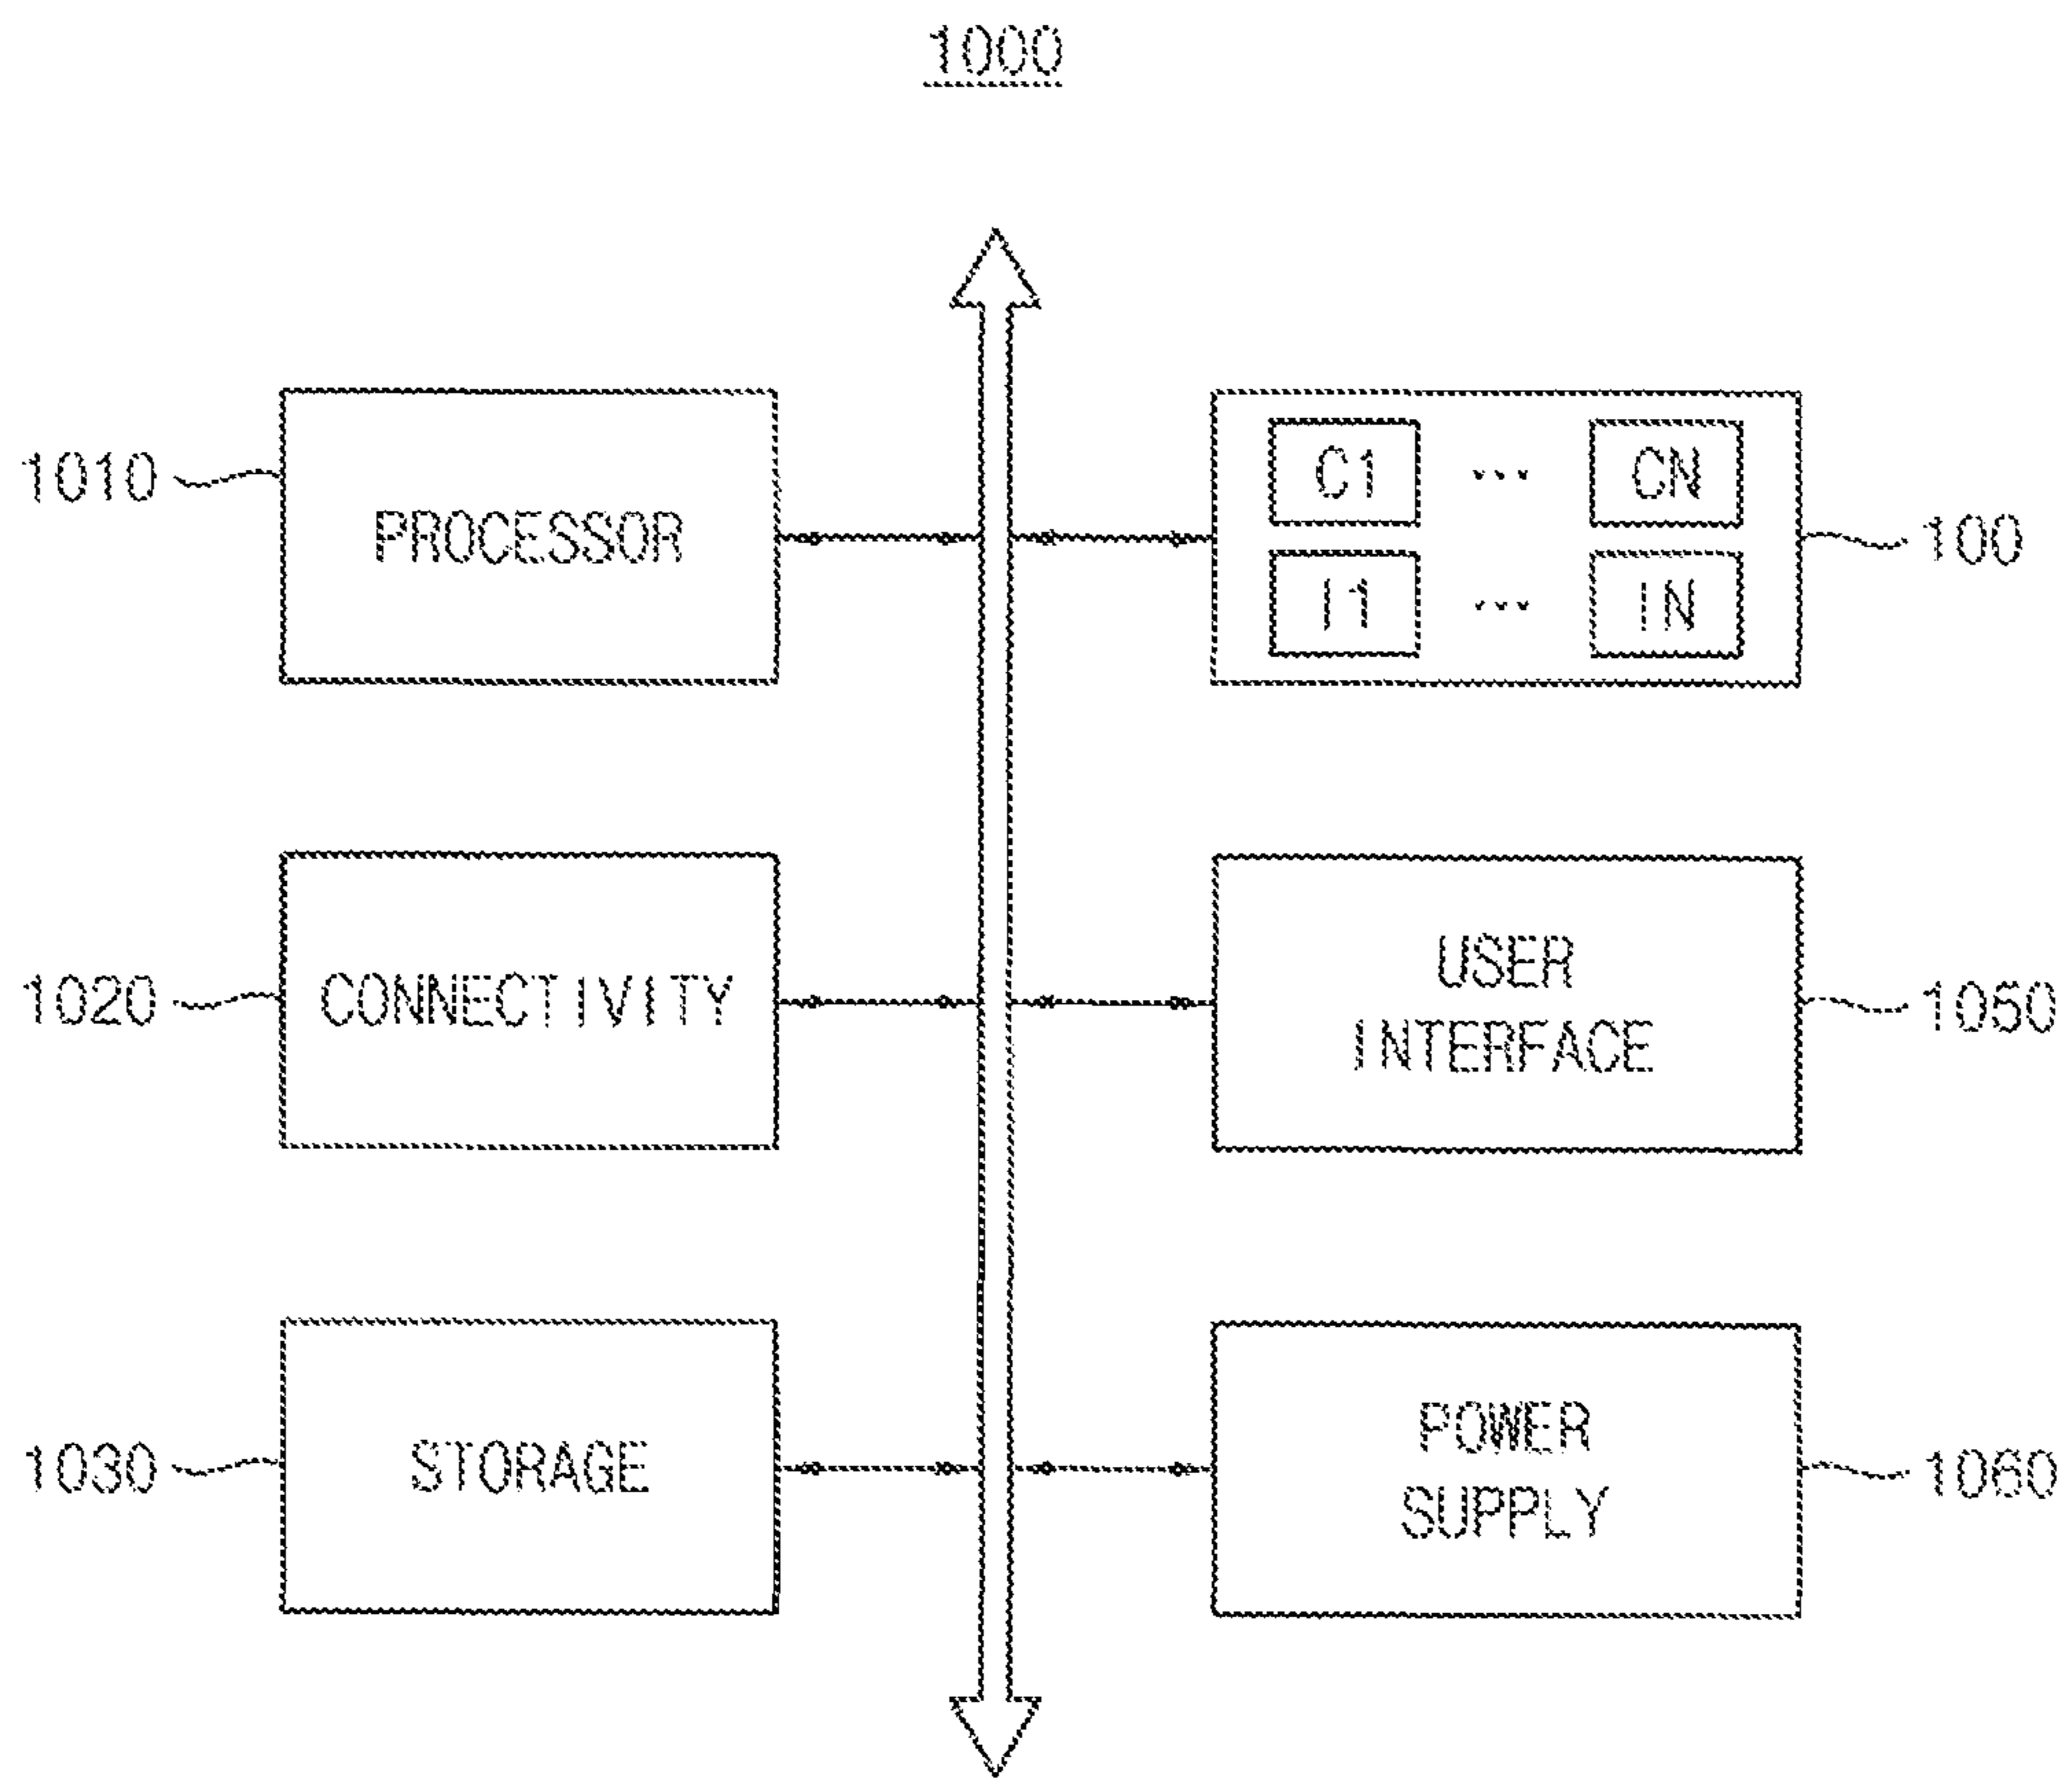 1000
1010
PROCESSOR
C1 ... CN
I1 ... IN
100
1020
CONNECTIVITY
USER
INTERFACE
1050
1030
STORAGE
POWER
SUPPLY
1060